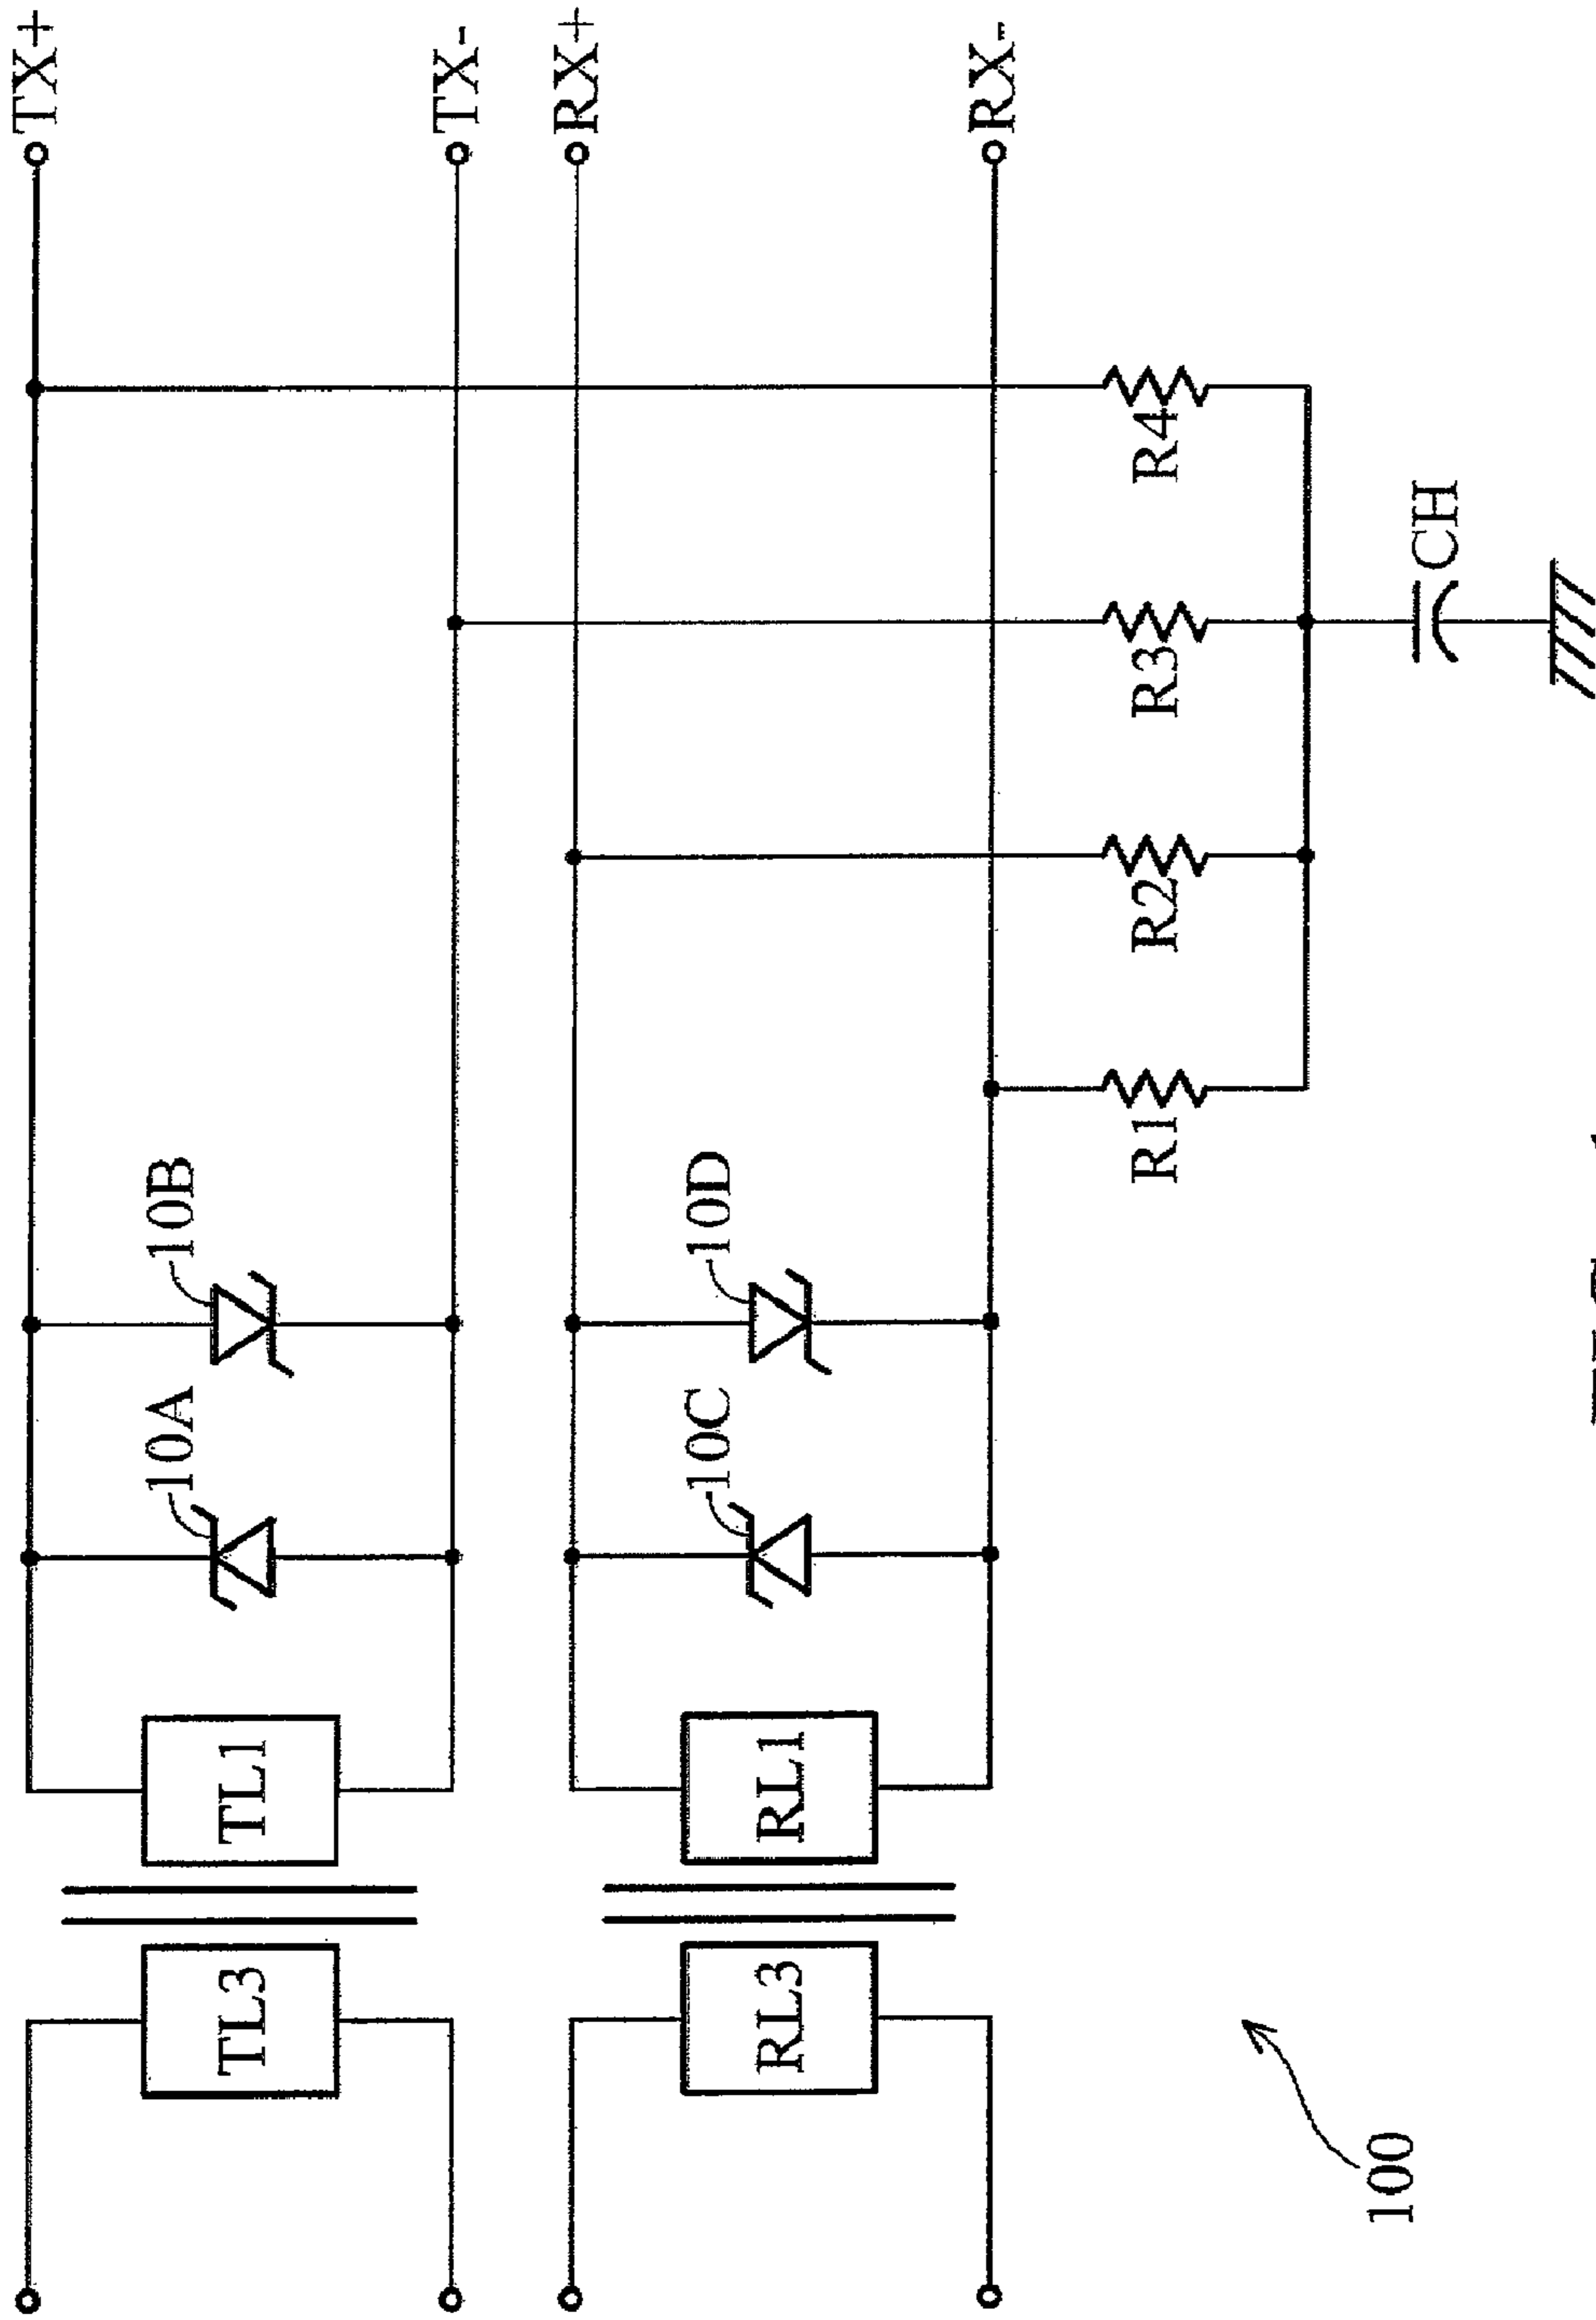 TX+
TX-
RX+
RX-
10A
10B
10C
10D
TL3
TL1
RL3
RL1
R1
R2
R3
R4
CH
100